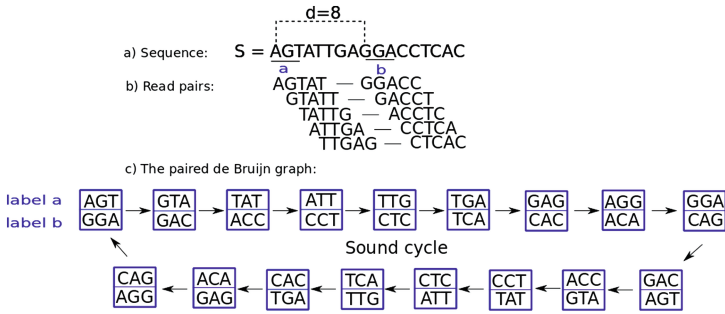 d=8
a) Sequence: S = AGTATTGAGGGACCTCAC
a b
b) Read pairs: AGTAT — GGACC
GTATT — GACCT
TATTG — ACCTC
ATTGA — CCTCA
TTGAG — CTCAC
c) The paired de Bruijn graph:
label a AGT GTA TAT ATT TTG TGA GAG AGG GGA
label b GGA GAC ACC CCT CTC TCA CAC ACA CAG
Sound cycle
CAG ACA CAC TCA CTC CCT ACC GAC
AGG GAG TGA TTG ATT TAT GTA AGT